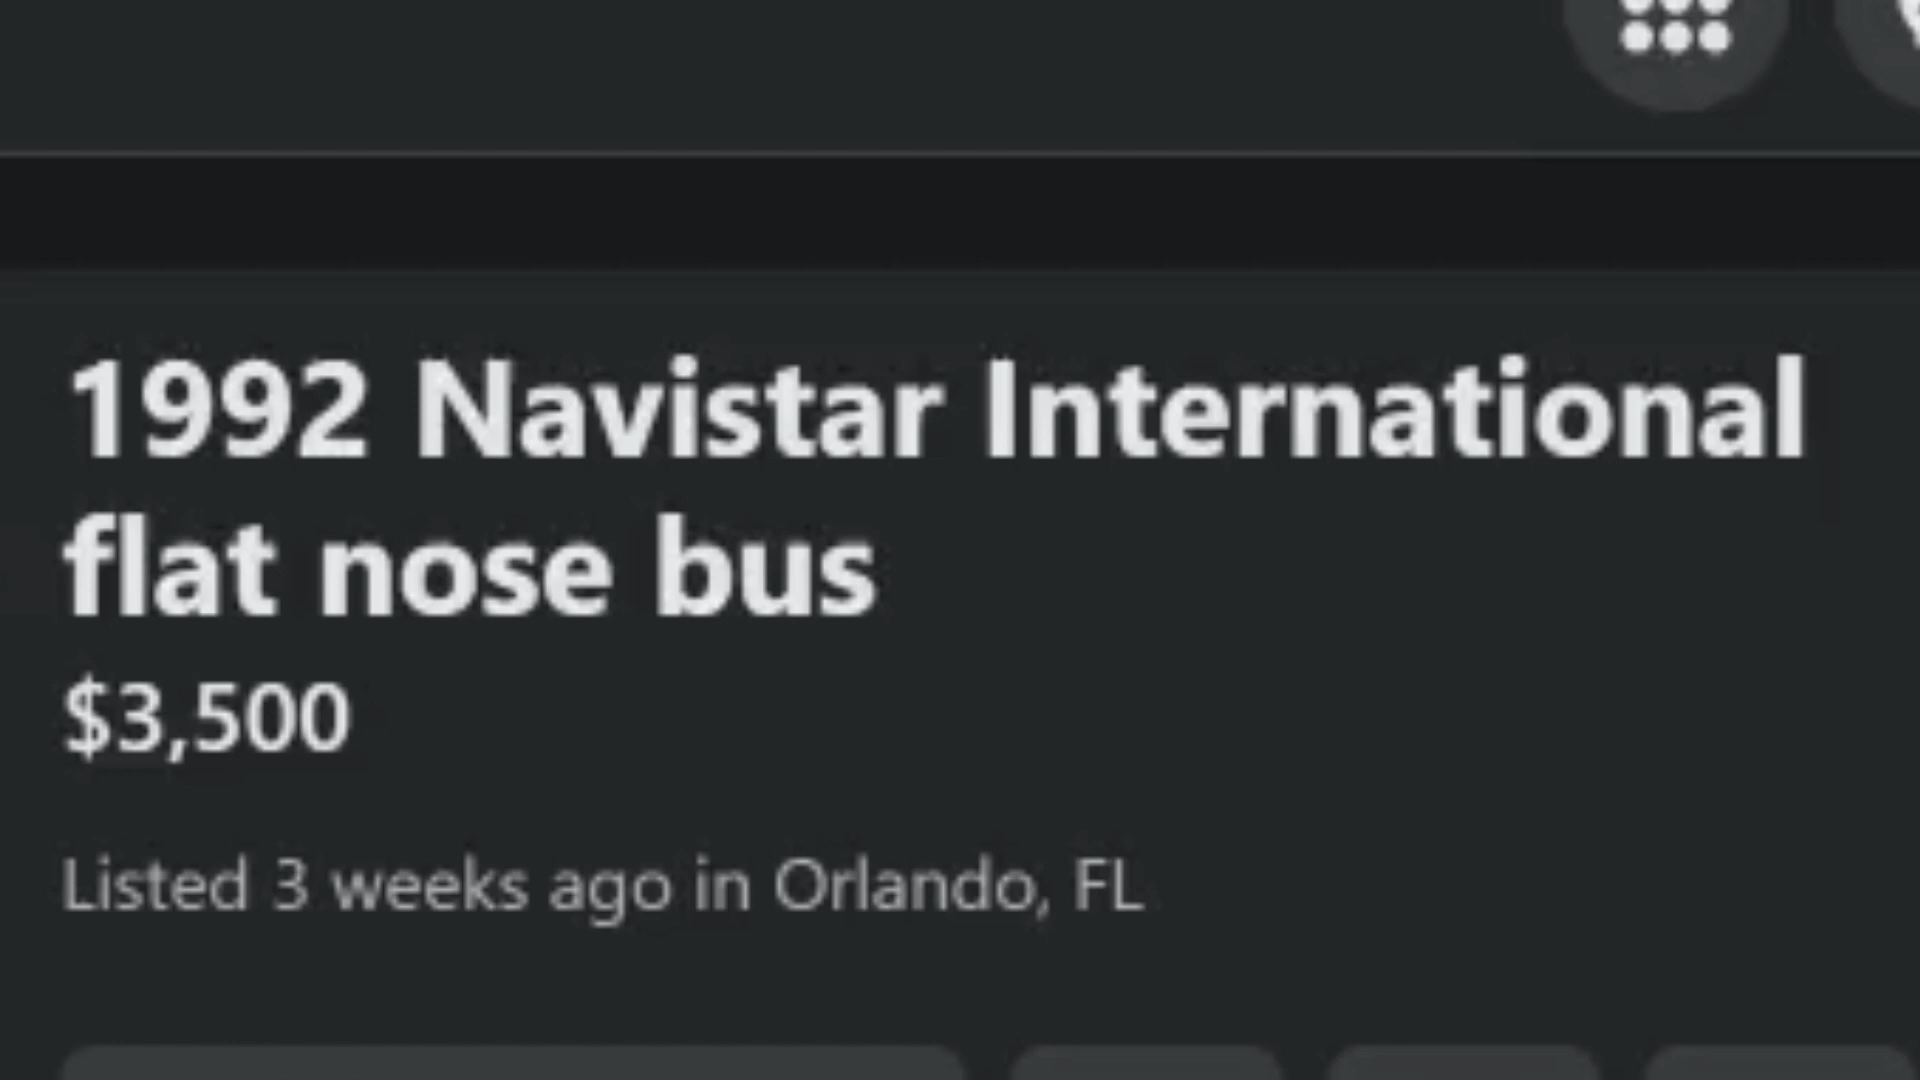 1992 Navistar International
flat nose bus
$3,500
Listed 3 weeks ago in Orlando, FL